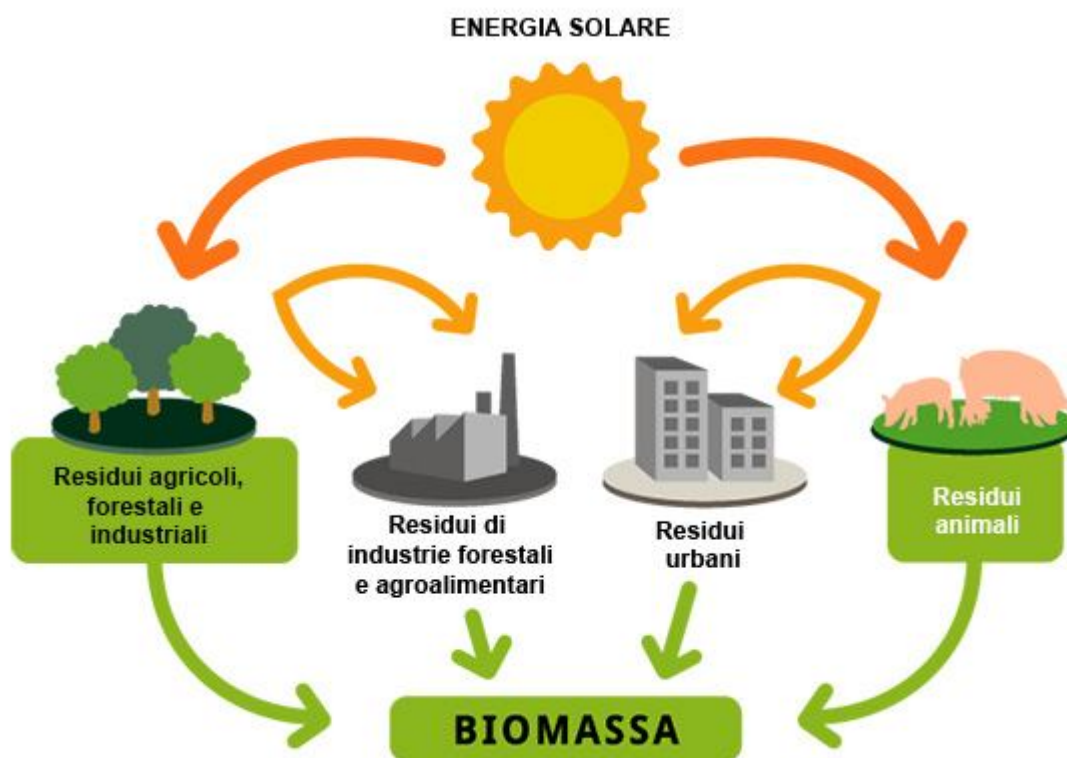 ENERGIA SOLARE
Residui agricoli,
forestali e
industriali
Residui di
industrie forestali
e agroalimentari
Residui
urbani
Residui
animali
BIOMASSA